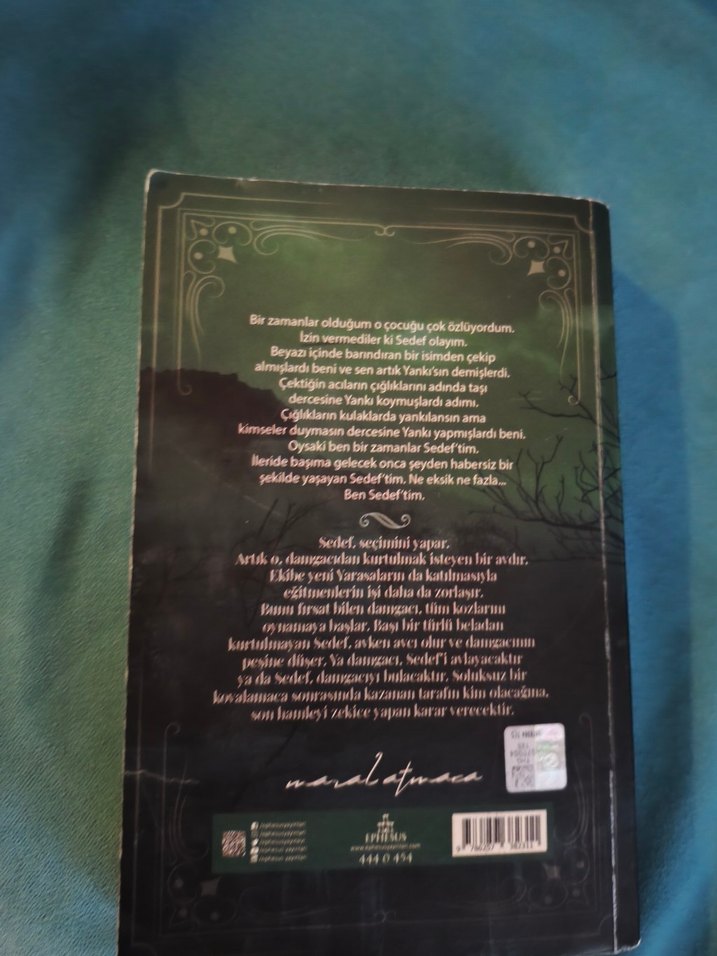 Bir zamanlar olduğum o çocuğu çok özlüyordum.
İzin vermediler ki Sedef olayım.
Beyazı içinde barındıran bir isimden çekip
almışlardı beni ve sen artık Yankı'sın demişlerdi.
Çektiğin acıların çığlıklarını adında taşı
dercesine Yankı koymuşlardı adımı.
Çığlıkların kulaklarda yankılansın ama
kimseler duymasın dercesine Yankı yapmışlardı beni.
Oysaki ben bir zamanlar Sedef'tim.
İleride başıma gelecek onca şeyden habersiz bir
şekilde yaşayan Sedef'tim. Ne eksik ne fazla...
Ben Sedef'tim.
Sedef, seçimini yapar.
Artık o, damgacıdan kurtulmak isteyen bir avdır.
Ekibe yeni Yarasaların da katılmasıyla
eğitmenlerin işi daha da zorlaşır.
Bunu fırsat bilen damgacı, tüm kozlarını
oynamaya başlar. Başı bir türlü beladan
kurtulmayan Sedef, avken avcı olur ve damgacının
peşine düşer. Ya damgacı, Sedef'i avlayacaktır
ya da Sedef, damgacıyı bulacaktır. Soluksuz bir
kovalamaca sonrasında kazanan tarafın kim olacağına,
son hamleyi zekice yapan karar verecektir.
maral atmaca
EPHESUS
www.ephesusyayinlari.com
444 0 454